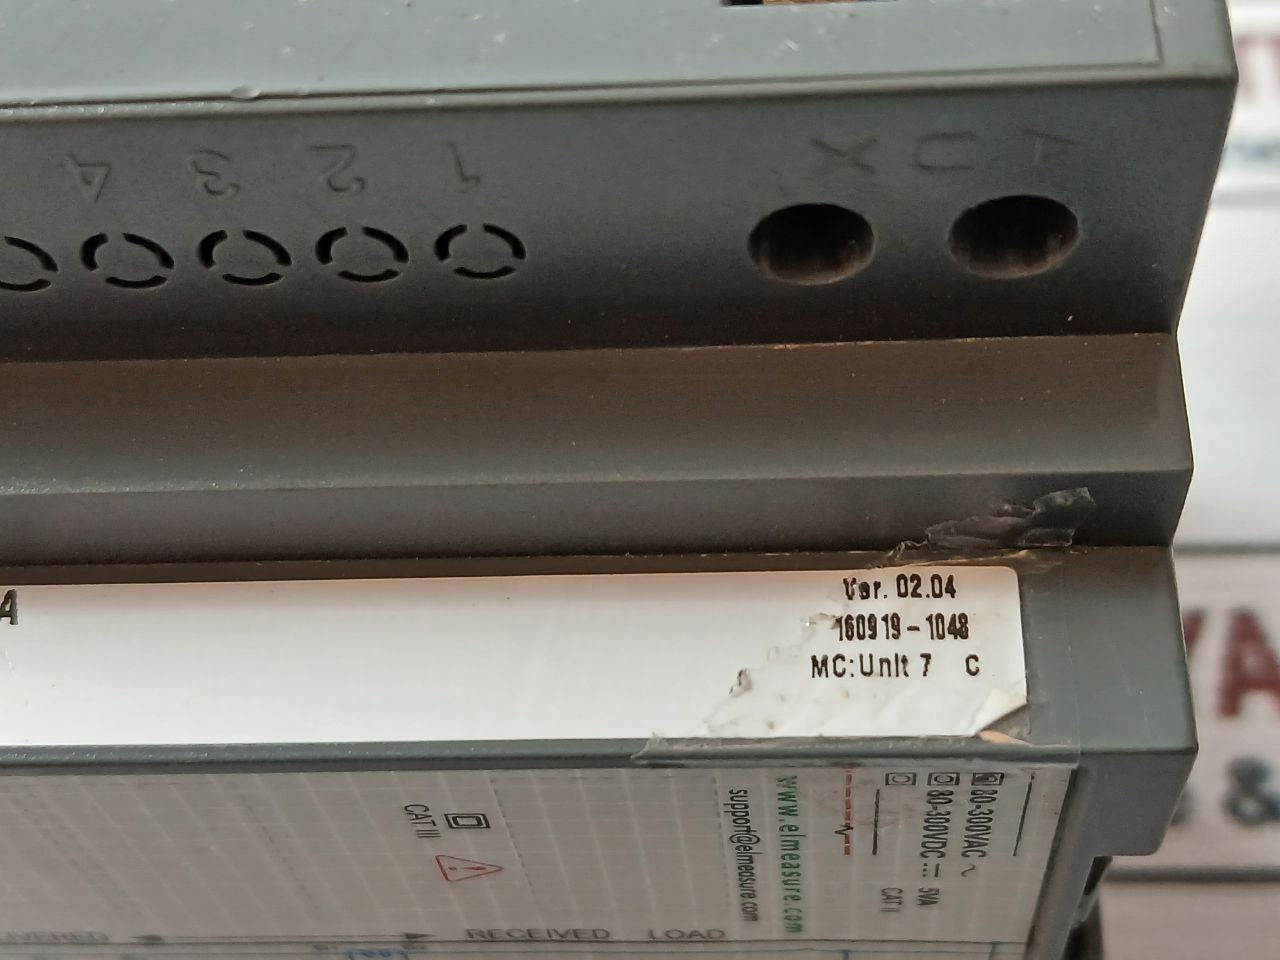 4 3 2 1 A U X
A
Ver. 02.04
160919-1048
MC:Unit 7 C
80-300VAC ~
80-300VDC 5VA
CAT II
www.elmeasure.com
support@elmeasure.com
CAT III
RECEIVED LOAD